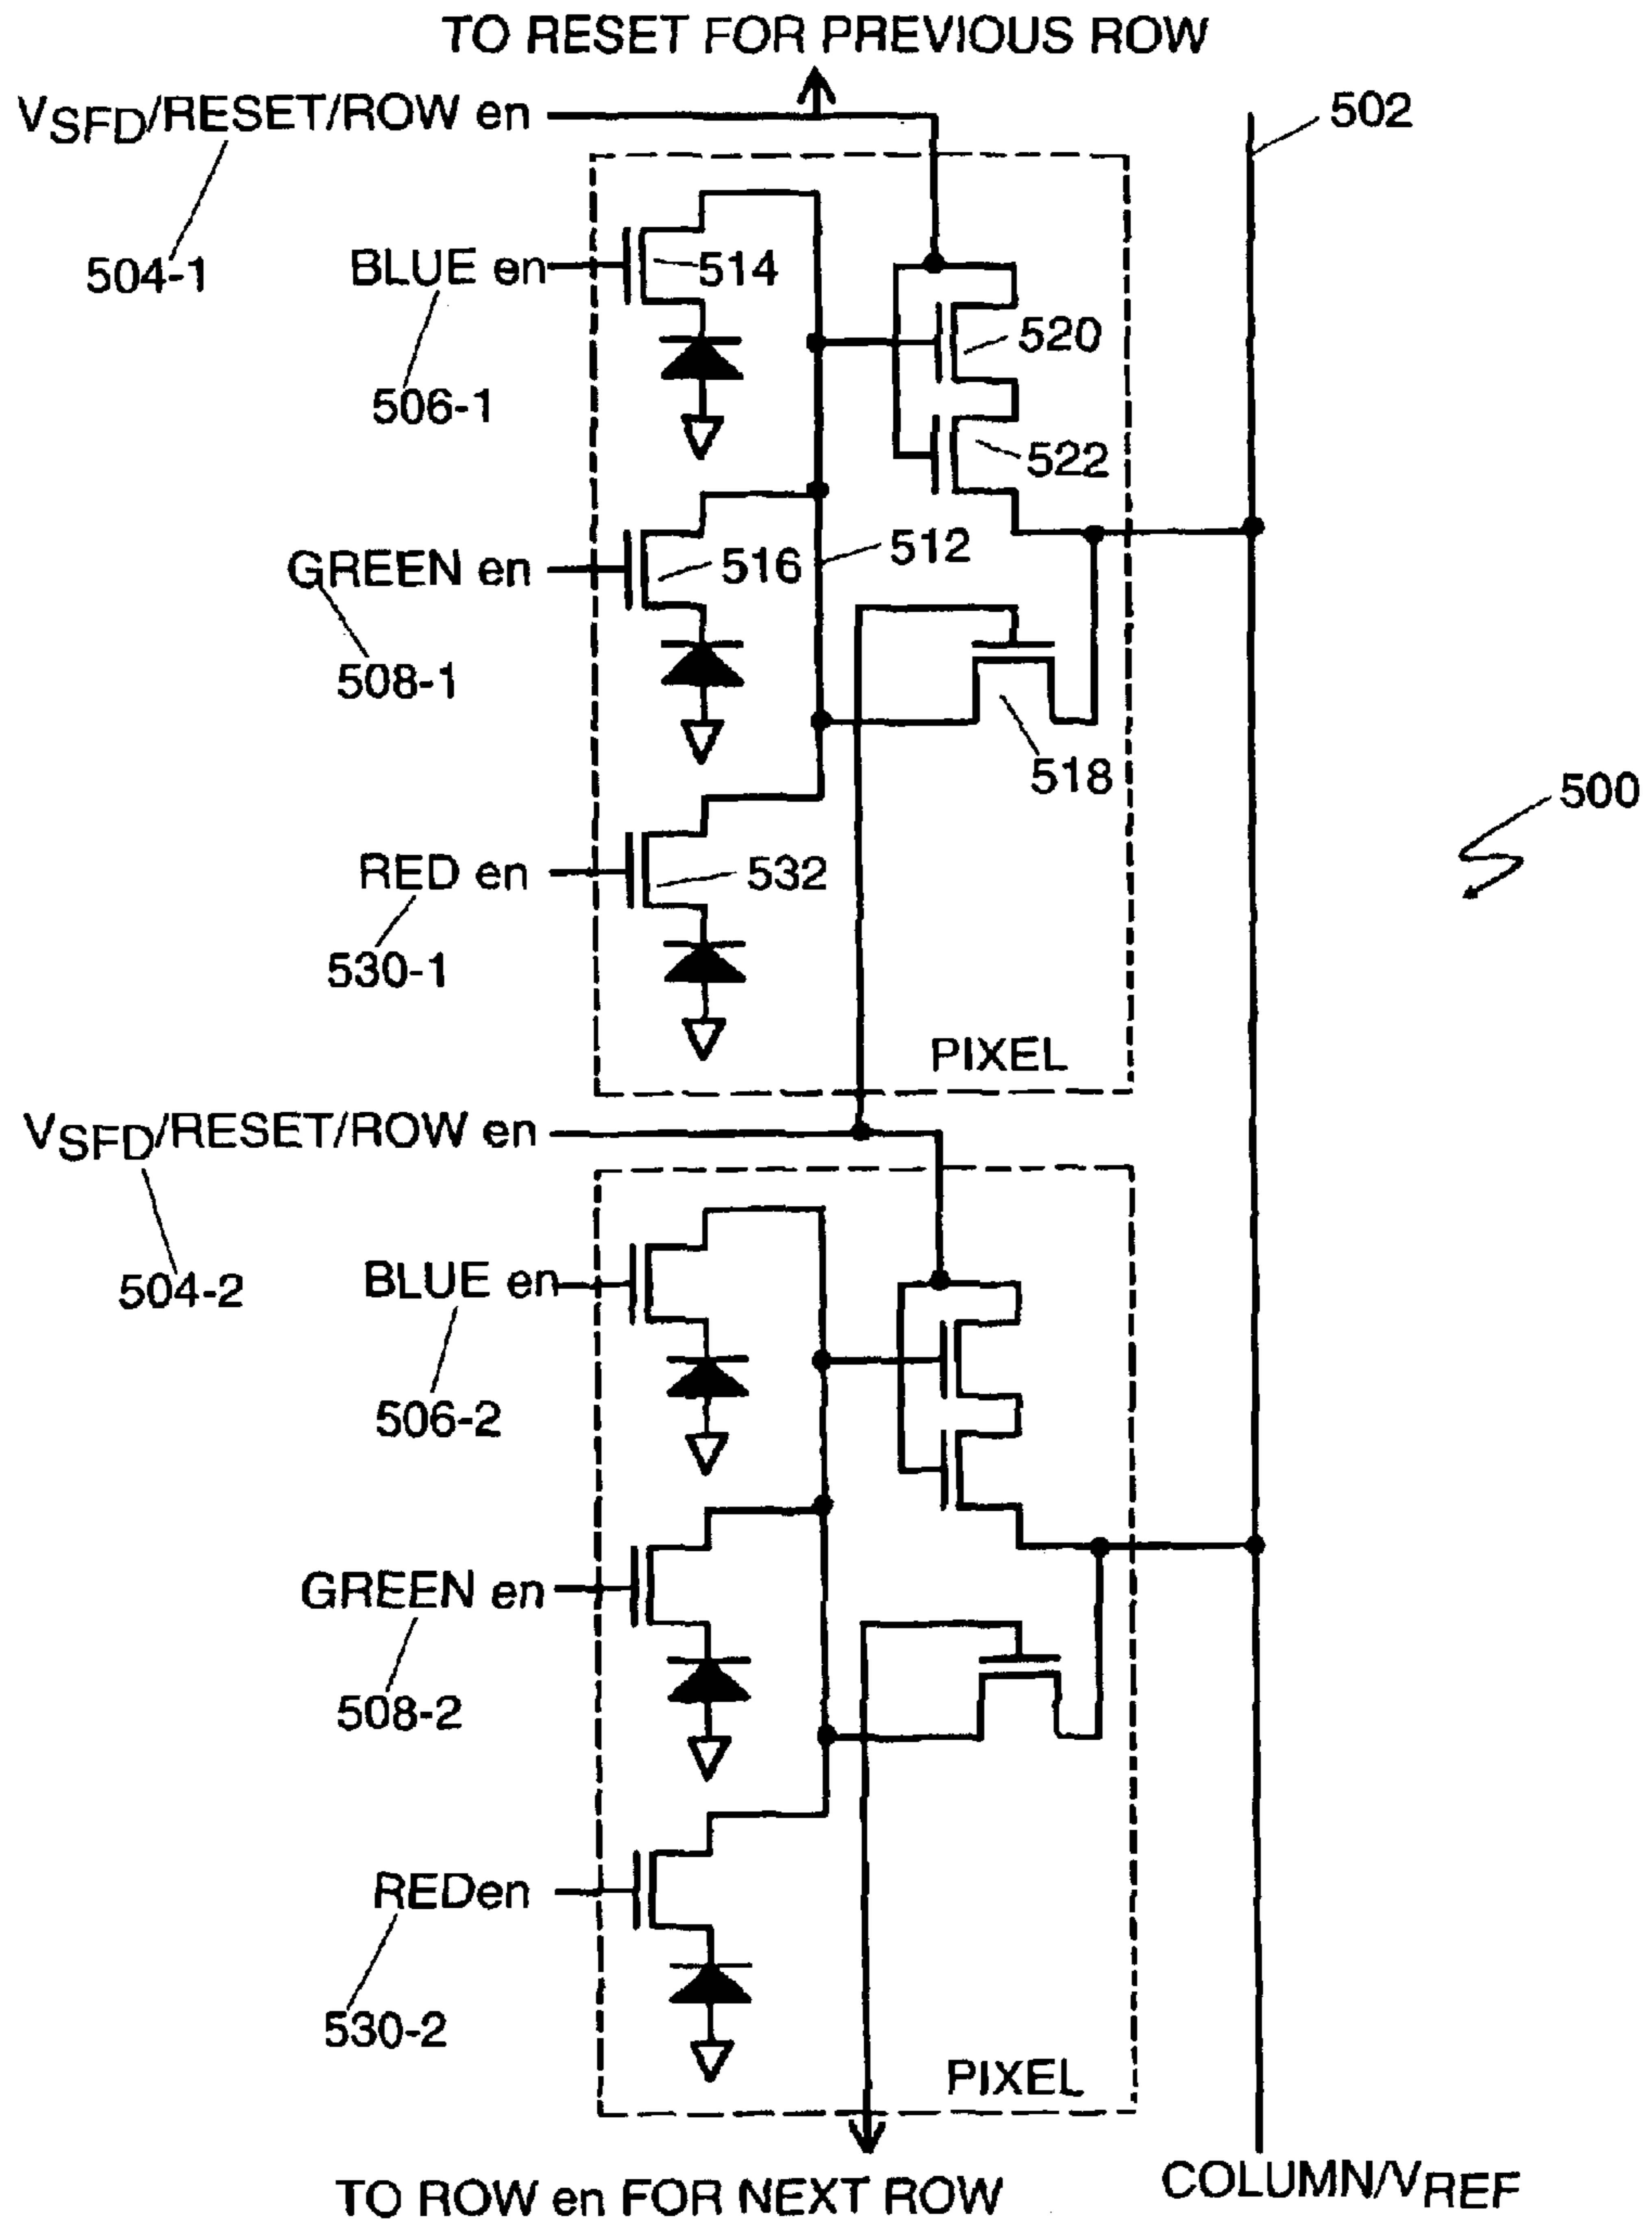 TO RESET FOR PREVIOUS ROW
VSFD/RESET/ROW en
502
504-1
BLUE en
514
520
506-1
522
GREEN en
516
512
508-1
518
500
RED en
532
530-1
PIXEL
VSFD/RESET/ROW en
504-2
BLUE en
506-2
GREEN en
508-2
REDen
530-2
PIXEL
TO ROW en FOR NEXT ROW
COLUMN/VREF